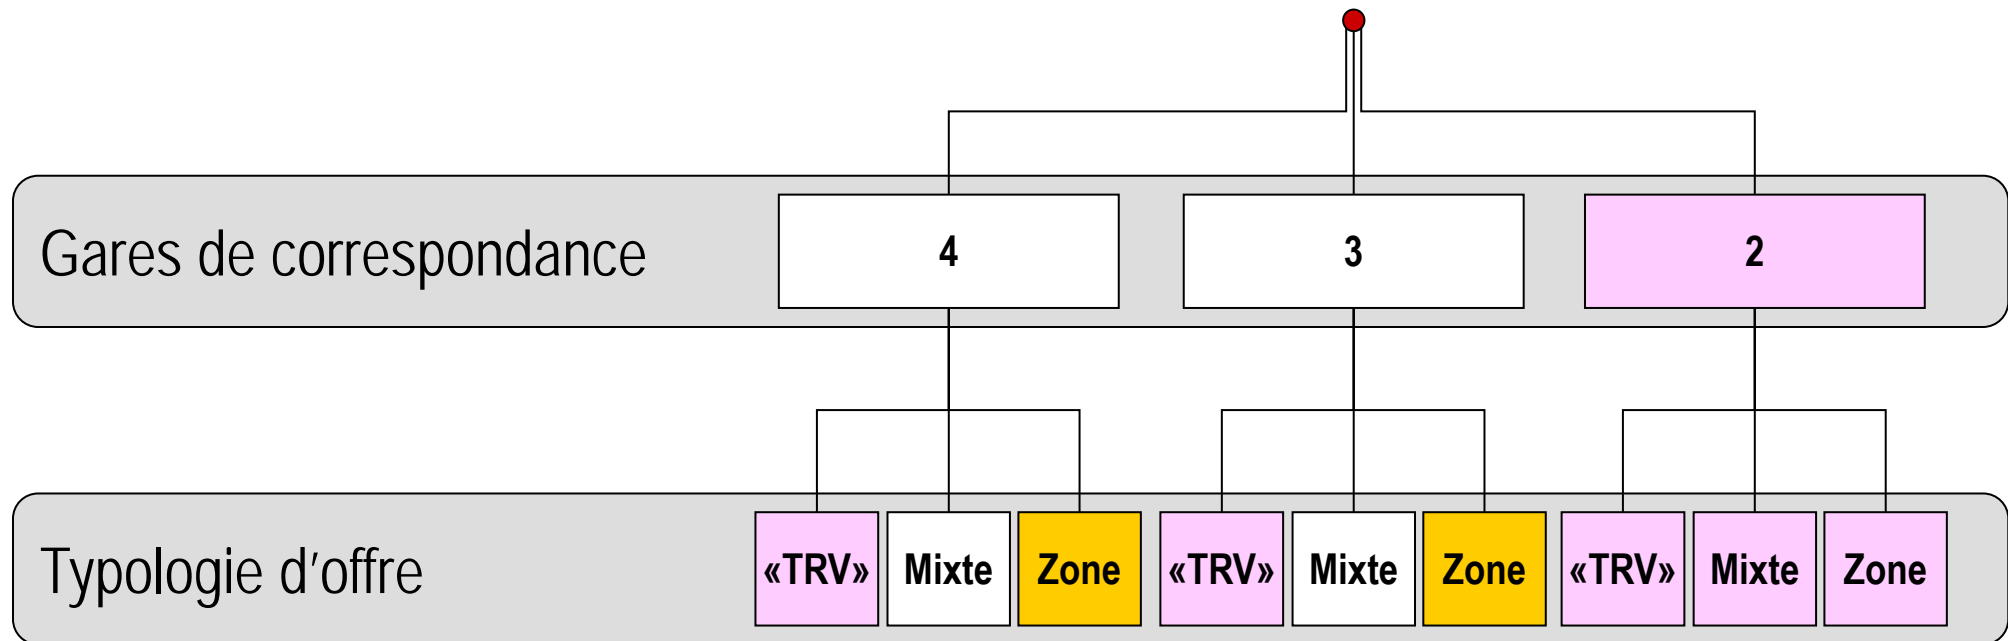 Gares de correspondance
4
3
2
Typologie d'offre
«TRV» Mixte Zone «TRV» Mixte Zone «TRV» Mixte Zone